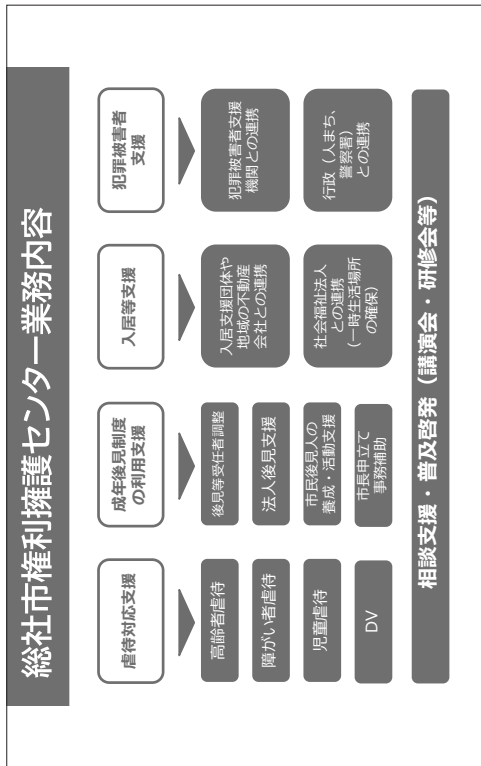 総社市権利擁護センター業務内容
虐待対応支援
高齢者虐待
障がい者虐待
児童虐待
DV
成年後見制度
の利用支援
後見等受任者調整
法人後見支援
市民後見人の
養成・活動支援
市長申立て
事務補助
入居等支援
入居支援団体や
地域の不動産
会社との連携
社会福祉法人
との連携
(一時生活場所
の確保)
犯罪被害者
支援
犯罪被害者支援
機関との連携
行政(人まち、
警察署)
との連携
相談支援・普及啓発(講演会・研修会等)